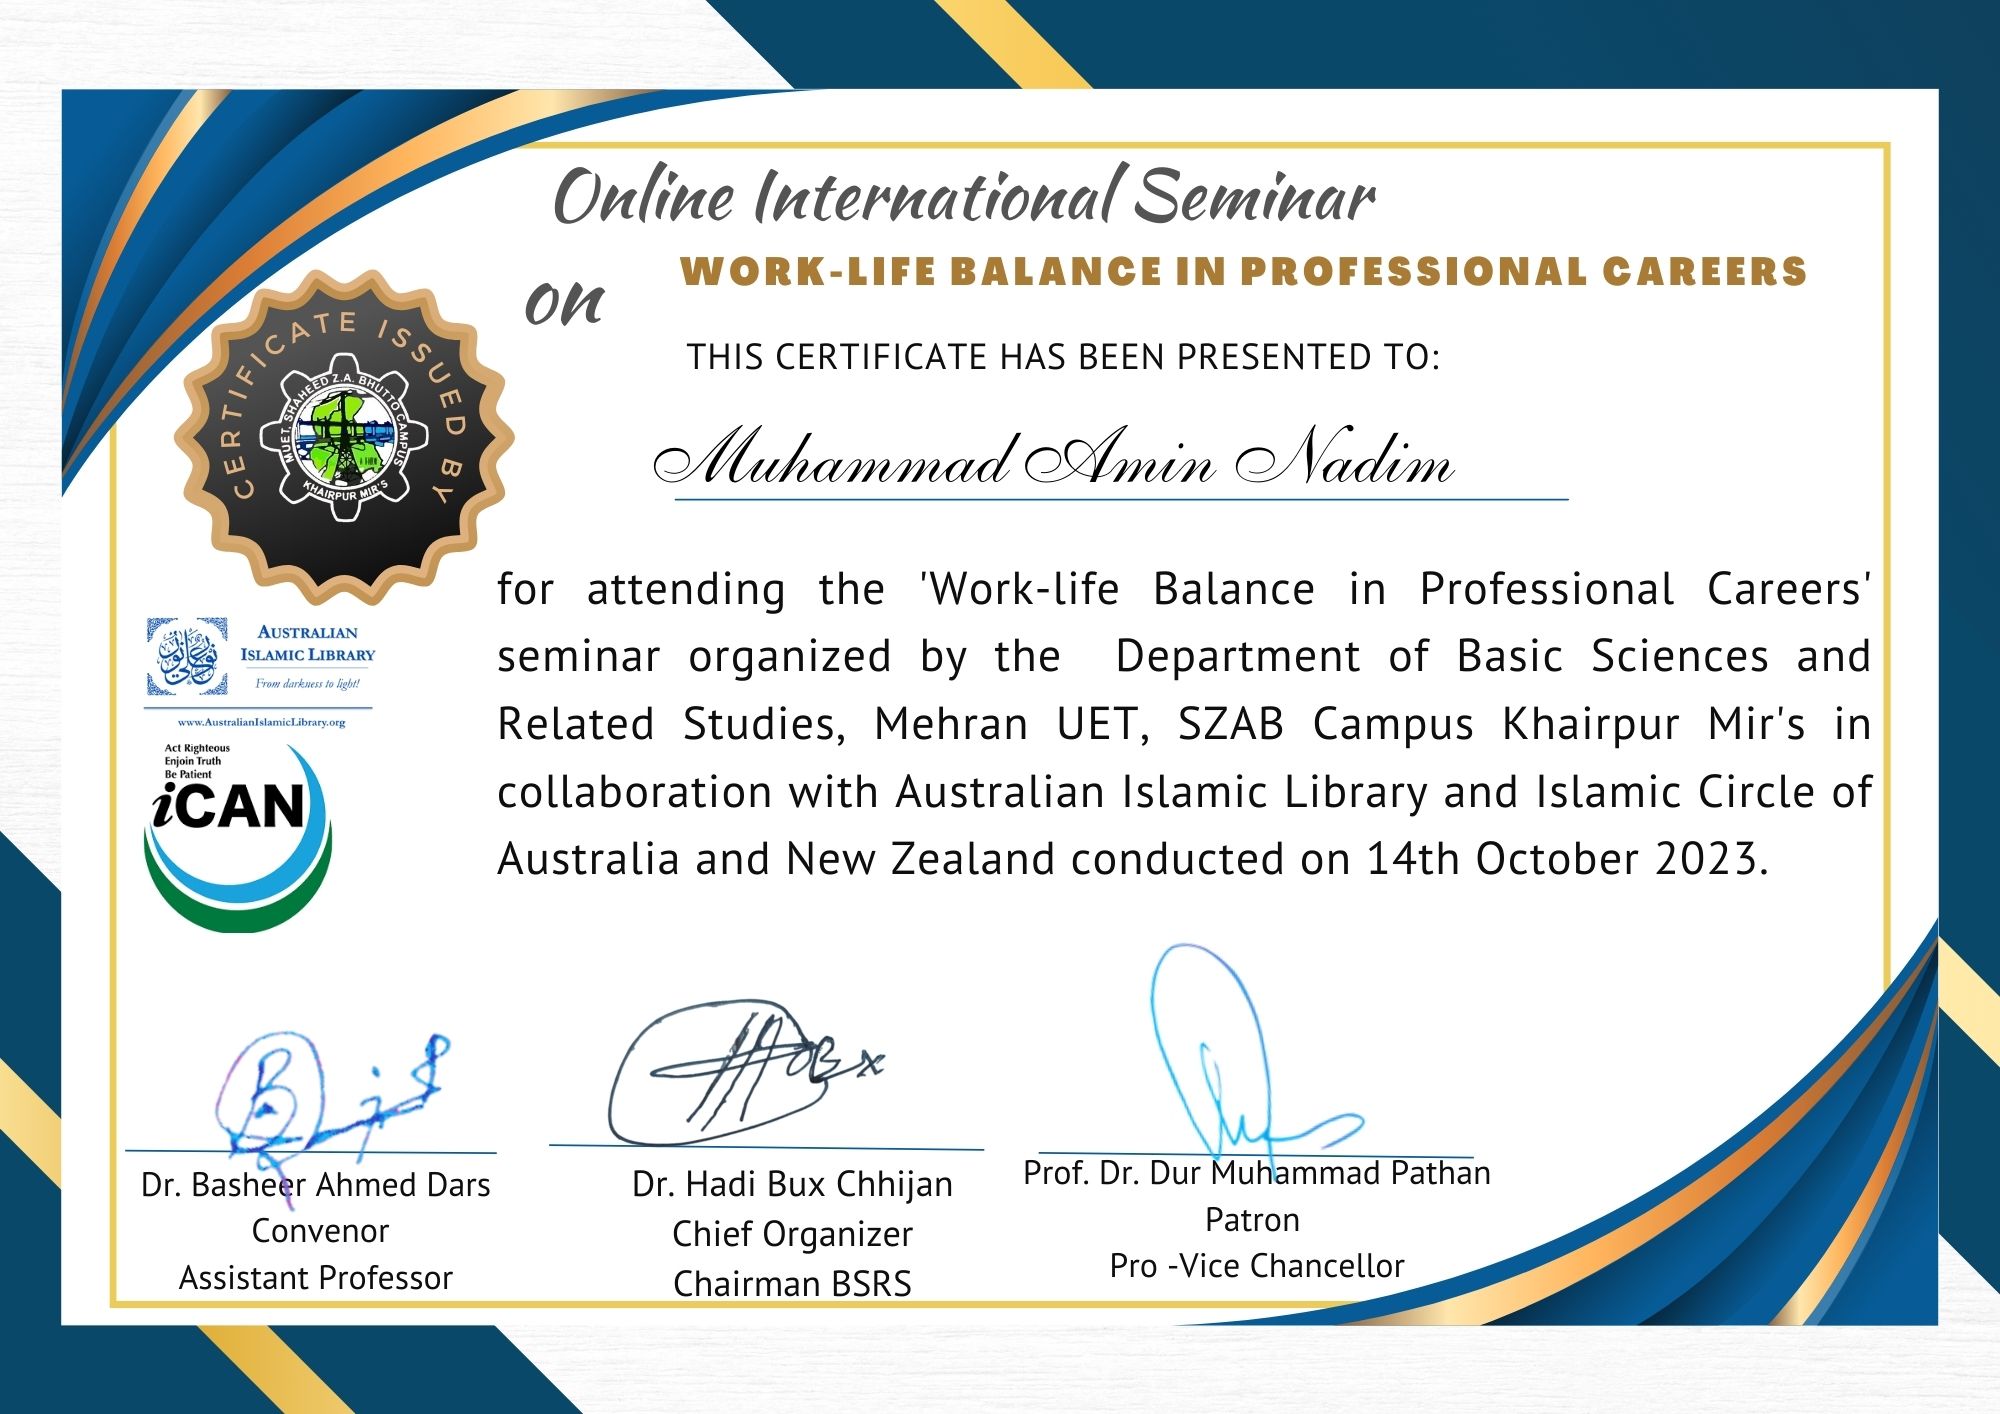 Online International Seminar
on WORK-LIFE BALANCE IN PROFESSIONAL CAREERS
THIS CERTIFICATE HAS BEEN PRESENTED TO:
Muhammad Amin Nadim
for attending the 'Work-life Balance in Professional Careers'
seminar organized by the Department of Basic Sciences and
Related Studies, Mehran UET, SZAB Campus Khairpur Mir's in
collaboration with Australian Islamic Library and Islamic Circle of
Australia and New Zealand conducted on 14th October 2023.
CERTIFICATE ISSUED BY
MUET, SHAHEED Z.A. BHUTTO CAMPUS
KHAIRPUR MIR'S
AUSTRALIAN
ISLAMIC LIBRARY
From darkness to light!
www.AustralianIslamicLibrary.org
Act Righteous
Enjoin Truth
Be Patient
iCAN
Dr. Basheer Ahmed Dars
Convenor
Assistant Professor
Dr. Hadi Bux Chhijan
Chief Organizer
Chairman BSRS
Prof. Dr. Dur Muhammad Pathan
Patron
Pro -Vice Chancellor